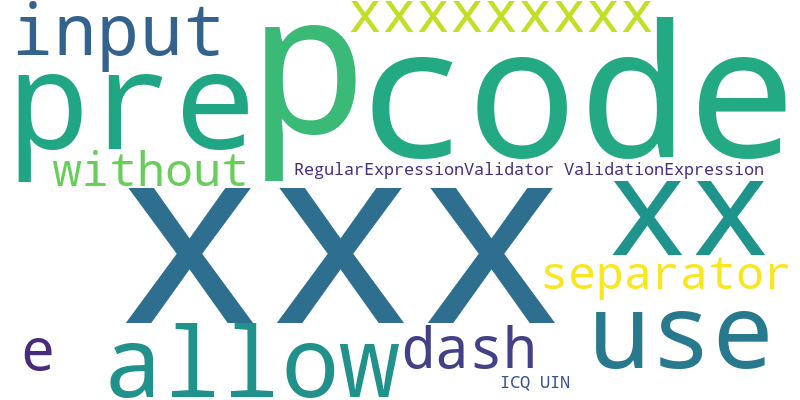 input
xxxxxxxxx
pre
p
code
without
RegularExpressionValidator ValidationExpression
xxx
xx
separator
e
allow
dash
use
ICQ UIN